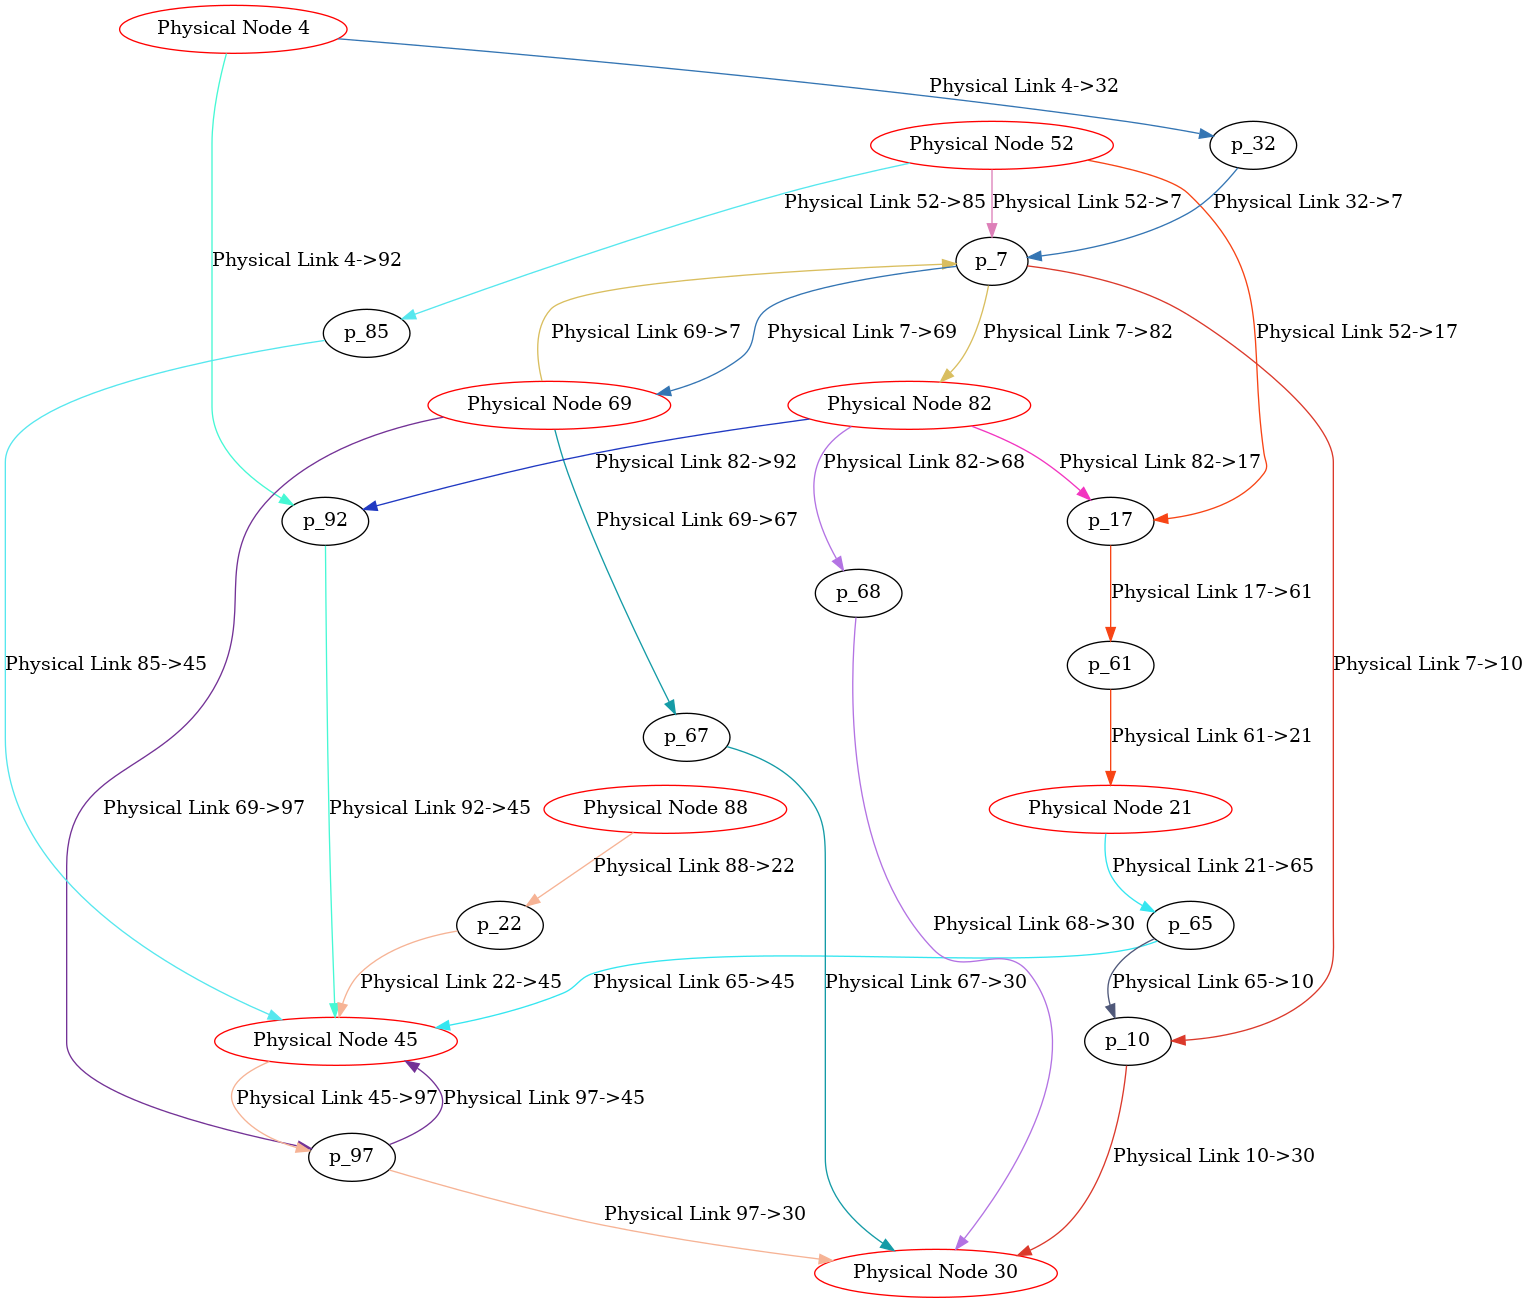 Physical Node 4
Physical Link 4->32
Physical Node 52
p_32
Physical Link 52->85
Physical Link 52->7
Physical Link 32->7
Physical Link 4->92
p_7
p_85
Physical Link 69->7
Physical Link 7->69
Physical Link 7->82
Physical Link 52->17
Physical Node 69
Physical Node 82
Physical Link 82->92
Physical Link 82->68
Physical Link 82->17
p_92
Physical Link 69->67
p_17
p_68
Physical Link 17->61
Physical Link 85->45
p_61
Physical Link 7->10
p_67
Physical Link 61->21
Physical Link 69->97
Physical Link 92->45
Physical Node 88
Physical Node 21
Physical Link 88->22
Physical Link 21->65
p_22
Physical Link 68->30
p_65
Physical Link 22->45
Physical Link 65->45
Physical Link 67->30
Physical Link 65->10
Physical Node 45
p_10
Physical Link 45->97
Physical Link 97->45
p_97
Physical Link 10->30
Physical Link 97->30
Physical Node 30